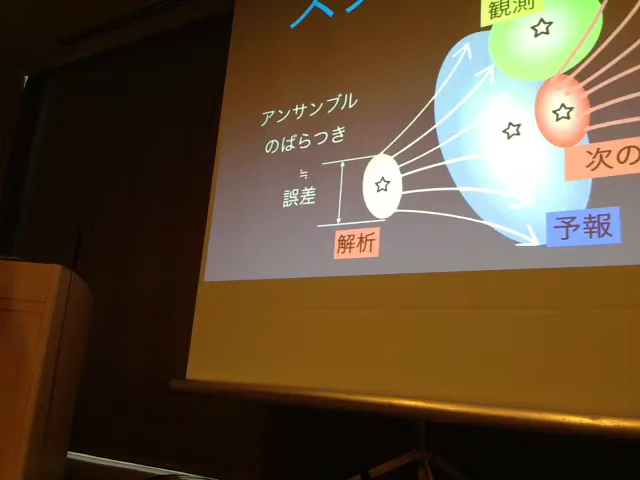 観測
アンサンブル
のばらつき
≒
誤差
解析
次の
予報